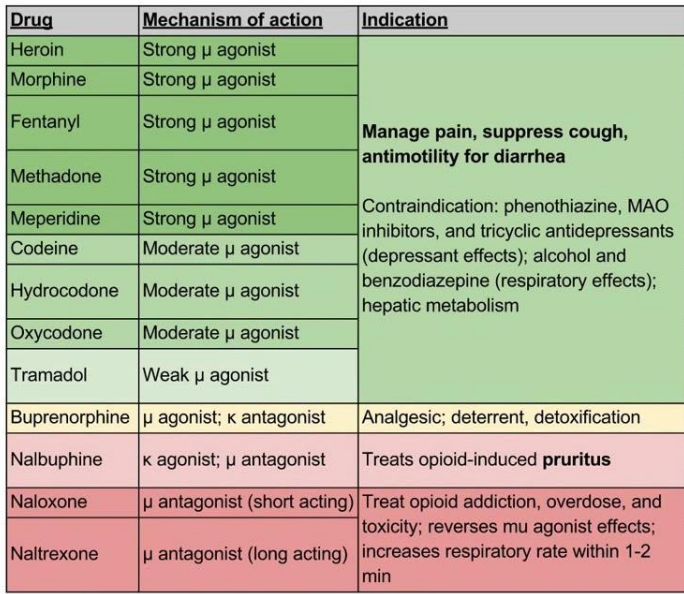 Drug Mechanism of action Indication
Heroin Strong μ agonist
Morphine Strong μ agonist
Fentanyl Strong μ agonist
Methadone Strong μ agonist
Meperidine Strong μ agonist
Codeine Moderate μ agonist
Hydrocodone Moderate μ agonist
Oxycodone Moderate μ agonist
Tramadol Weak μ agonist
Manage pain, suppress cough,
antimotility for diarrhea
Contraindication: phenothiazine, MAO
inhibitors, and tricyclic antidepressants
(depressant effects); alcohol and
benzodiazepine (respiratory effects);
hepatic metabolism
Buprenorphine μ agonist; κ antagonist Analgesic; deterrent, detoxification
Nalbuphine κ agonist; μ antagonist Treats opioid-induced pruritus
Naloxone μ antagonist (short acting)
Naltrexone μ antagonist (long acting)
Treat opioid addiction, overdose, and
toxicity; reverses mu agonist effects;
increases respiratory rate within 1-2
min